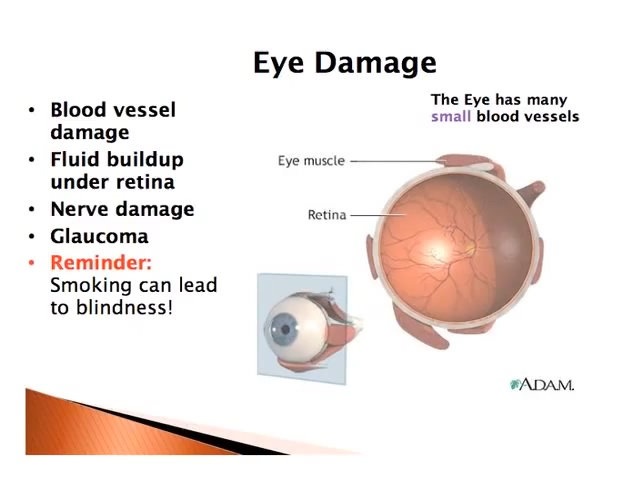 Eye Damage
• Blood vessel
damage
• Fluid buildup
under retina
• Nerve damage
• Glaucoma
• Reminder:
Smoking can lead
to blindness!
The Eye has many
small blood vessels
Eye muscle
Retina
ADAM.